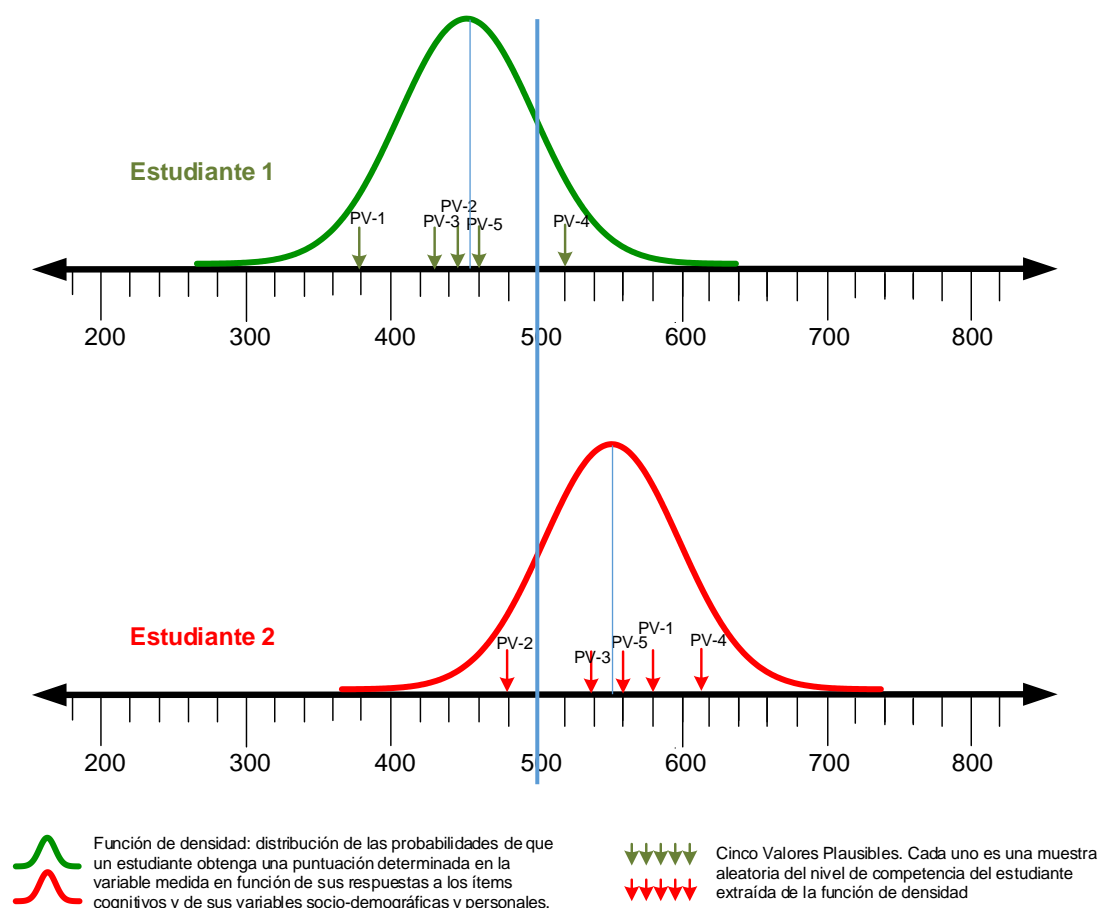 Estudiante 1
PV-1
PV-3
PV-2
PV-5
PV-4
200 300 400 500 600 700 800
Estudiante 2
PV-2
PV-3
PV-5
PV-1
PV-4
200 300 400 500 600 700 800
Función de densidad: distribución de las probabilidades de que
un estudiante obtenga una puntuación determinada en la
variable medida en función de sus respuestas a los ítems
cognitivos y de sus variables socio-demográficas y personales.
Cinco Valores Plausibles. Cada uno es una muestra
aleatoria del nivel de competencia del estudiante
extraída de la función de densidad